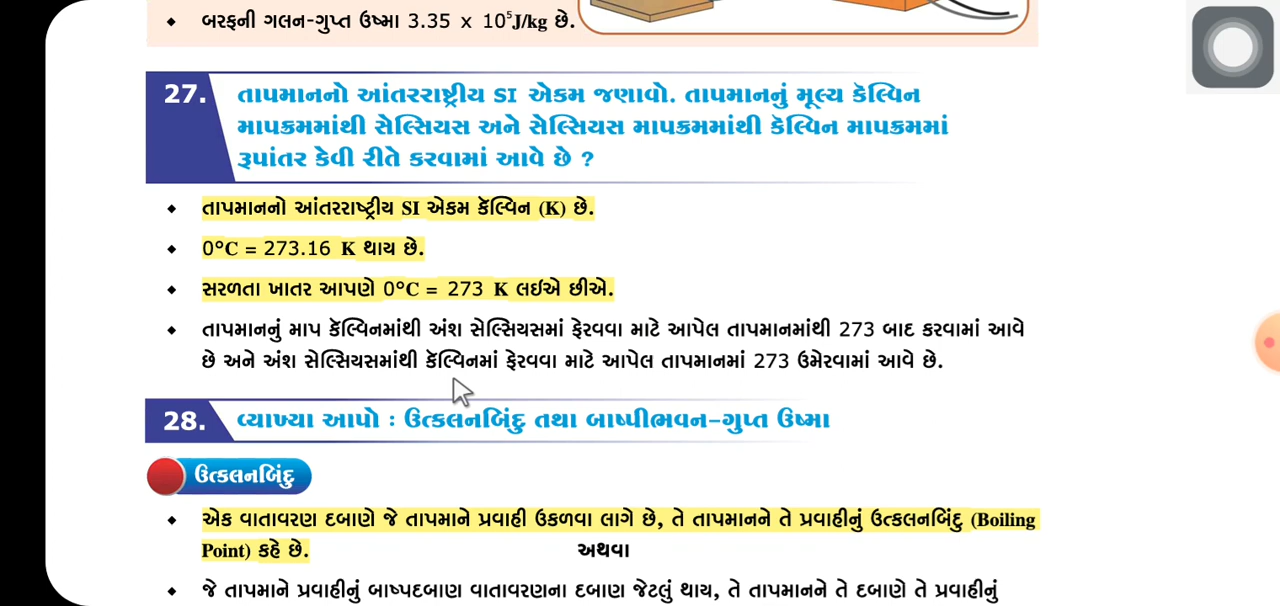 ◆ બરફની ગલન-ગુપ્ત ઉષ્મા 3.35 x 10⁵J/kg છે.
27. તાપમાનનો આંતરરાષ્ટ્રીય SI એકમ જણાવો. તાપમાનનું મૂલ્ય કૅલ્વિન
માપક્રમમાંથી સેલ્સિયસ અને સેલ્સિયસ માપક્રમમાંથી કૅલ્વિન માપક્રમમાં
રૂપાંતર કેવી રીતે કરવામાં આવે છે ?
◆ તાપમાનનો આંતરરાષ્ટ્રીય SI એકમ કૅલ્વિન (K) છે.
◆ 0°C = 273.16 K થાય છે.
◆ સરળતા ખાતર આપણે 0°C = 273 K લઈએ છીએ.
◆ તાપમાનનું માપ કૅલ્વિનમાંથી અંશ સેલ્સિયસમાં ફેરવવા માટે આપેલ તાપમાનમાંથી 273 બાદ કરવામાં આવે
છે અને અંશ સેલ્સિયસમાંથી કૅલ્વિનમાં ફેરવવા માટે આપેલ તાપમાનમાં 273 ઉમેરવામાં આવે છે.
28. વ્યાખ્યા આપો : ઉત્કલનબિંદુ તથા બાષ્પીભવન-ગુપ્ત ઉષ્મા
ઉત્કલનબિંદુ
◆ એક વાતાવરણ દબાણે જે તાપમાને પ્રવાહી ઉકળવા લાગે છે, તે તાપમાનને તે પ્રવાહીનું ઉત્કલનબિંદુ (Boiling
Point) કહે છે. અથવા
◆ જે તાપમાને પ્રવાહીનું બાષ્પદબાણ વાતાવરણના દબાણ જેટલું થાય, તે તાપમાનને તે દબાણે તે પ્રવાહીનું